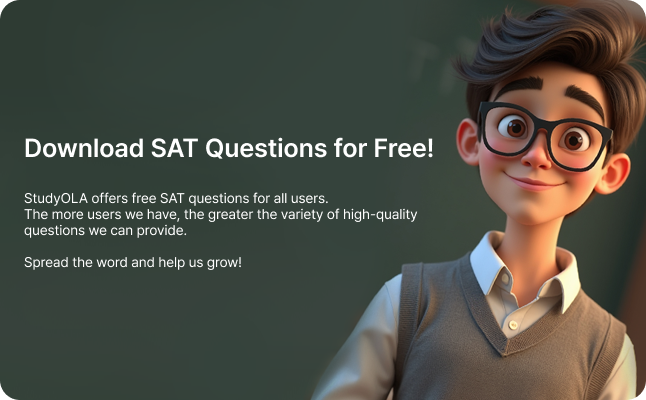 Download SAT Questions for Free!
StudyOLA offers free SAT questions for all users.
The more users we have, the greater the variety of high-quality
questions we can provide.
Spread the word and help us grow!